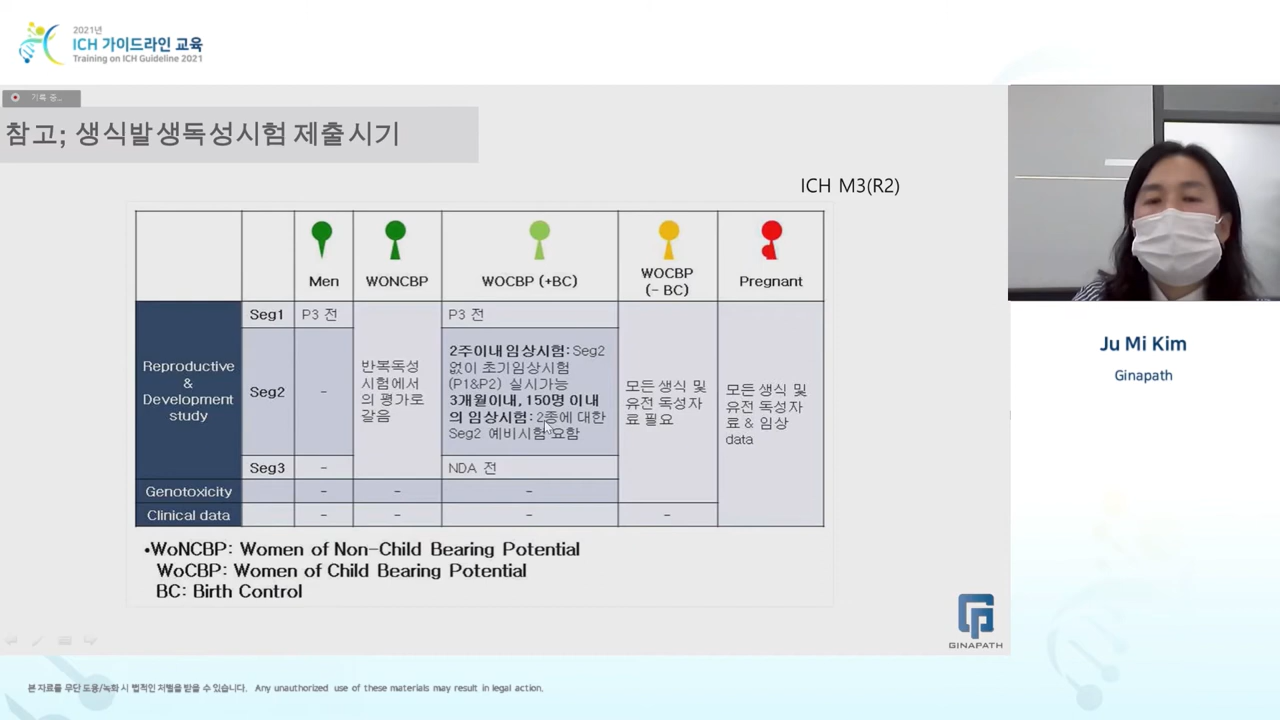 2021년
ICH 가이드라인 교육
Training on ICH Guideline 2021
기록 중...
참고; 생식발생독성시험 제출시기
ICH M3(R2)
Men
WONCBP
WOCBP (+BC)
WOCBP
(- BC)
Pregnant
Reproductive
&
Development
study
Seg1
P3 전
P3 전
Seg2
-
반복독성
시험에서
의 평가로
갈음
2주이내 임상시험: Seg2
없이 초기임상시험
(P1&P2) 실시가능
3개월이내, 150명 이내
의 임상시험: 2종에 대한
Seg2 예비시험 요함
모든 생식 및
유전 독성자
료 필요
모든 생식 및
유전 독성자
료 & 임상
data
Seg3
-
NDA 전
Genotoxicity
-
-
-
Clinical data
-
-
-
-
•WoNCBP: Women of Non-Child Bearing Potential
WoCBP: Women of Child Bearing Potential
BC: Birth Control
GINAPATH
Ju Mi Kim
Ginapath
본 자료를 무단 도용/녹화 시 법적인 처벌을 받을 수 있습니다. Any unauthorized use of these materials may result in legal action.